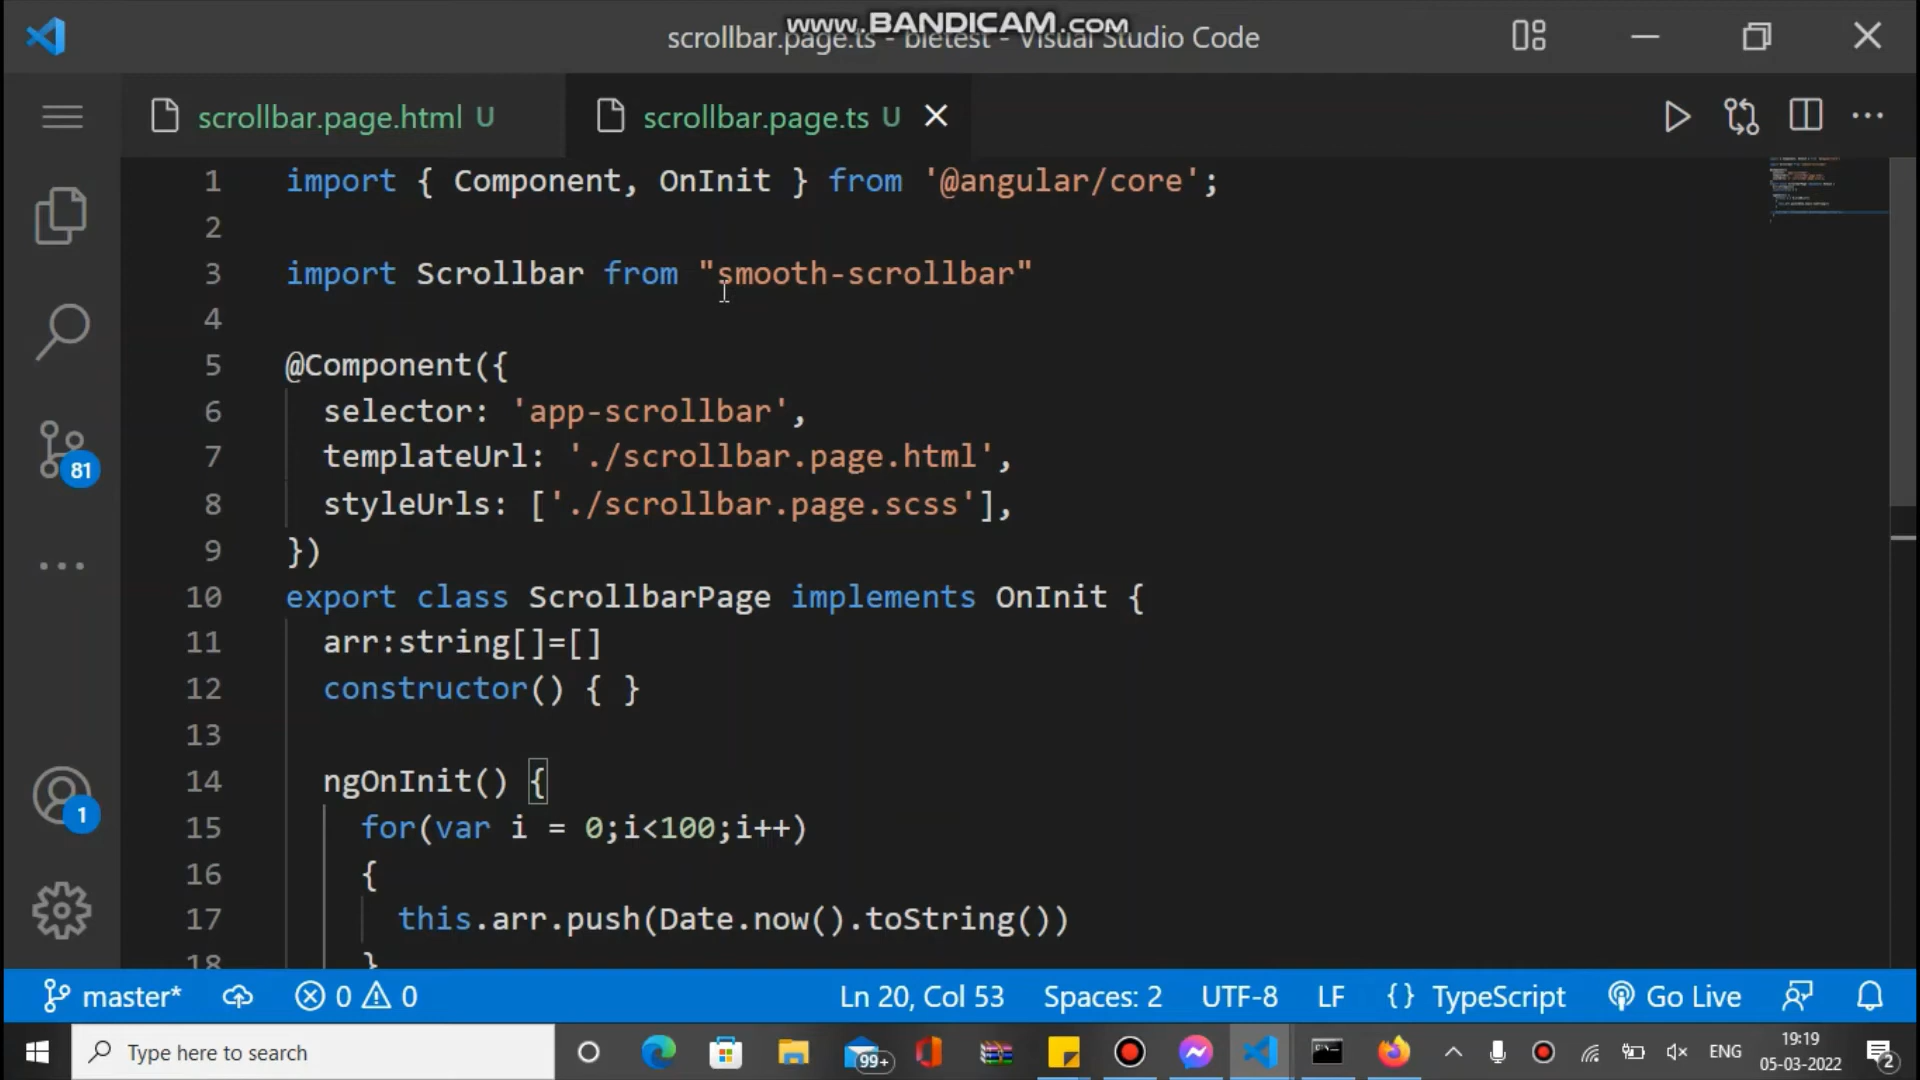 www.BANDICAM.com
scrollbar.page.ts - bietest - Visual Studio Code
scrollbar.page.html U
scrollbar.page.ts U
1 import { Component, OnInit } from '@angular/core';
2
3 import Scrollbar from "smooth-scrollbar"
4
5 @Component({
6 selector: 'app-scrollbar',
7 templateUrl: './scrollbar.page.html',
8 styleUrls: ['./scrollbar.page.scss'],
9 })
10 export class ScrollbarPage implements OnInit {
11 arr:string[]=[]
12 constructor() { }
13
14 ngOnInit() {
15 for(var i = 0;i<100;i++)
16 {
17 this.arr.push(Date.now().toString())
18 }
81
1
master* 0 0 Ln 20, Col 53 Spaces: 2 UTF-8 LF {} TypeScript Go Live
Type here to search
99+
ENG
19:19
05-03-2022
2